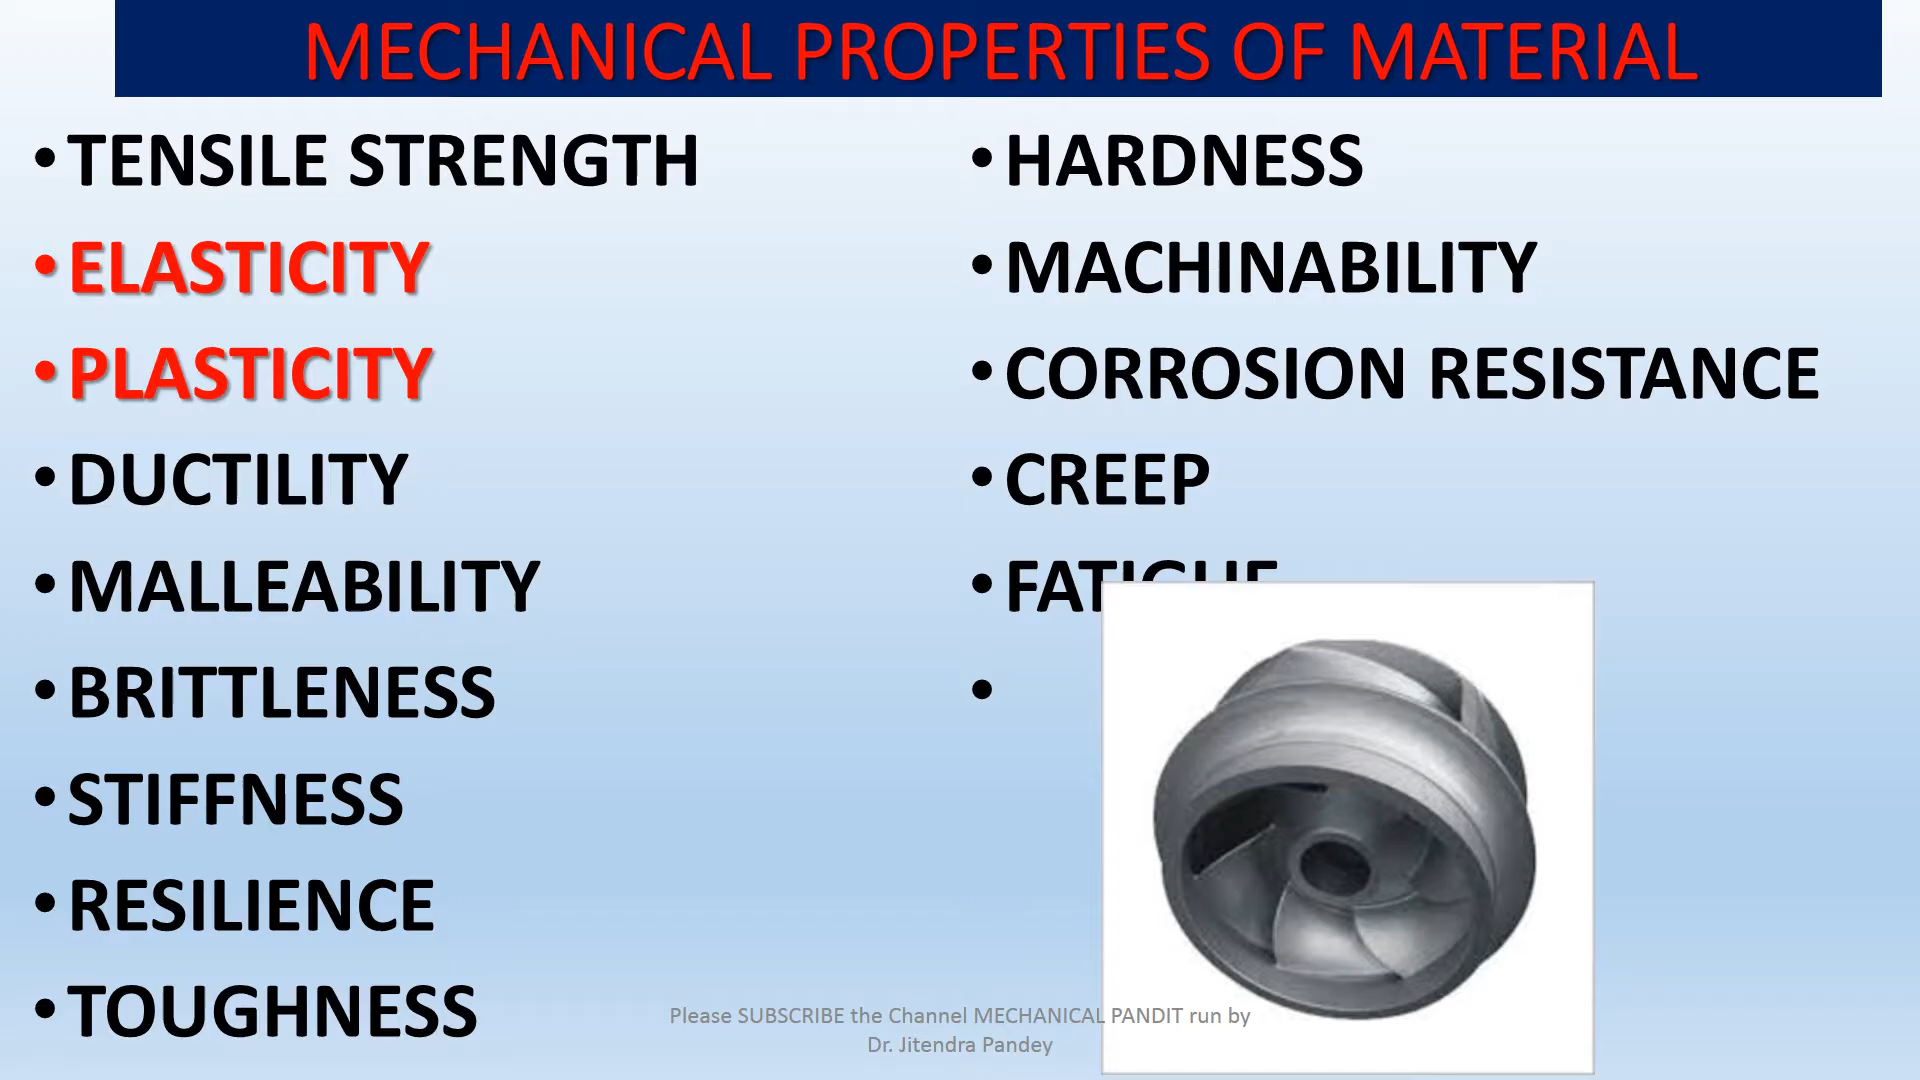 MECHANICAL PROPERTIES OF MATERIAL
• TENSILE STRENGTH
• ELASTICITY
• PLASTICITY
• DUCTILITY
• MALLEABILITY
• BRITTLENESS
• STIFFNESS
• RESILIENCE
• TOUGHNESS
• HARDNESS
• MACHINABILITY
• CORROSION RESISTANCE
• CREEP
• FATIGUE
•
Please SUBSCRIBE the Channel MECHANICAL PANDIT run by
Dr. Jitendra Pandey